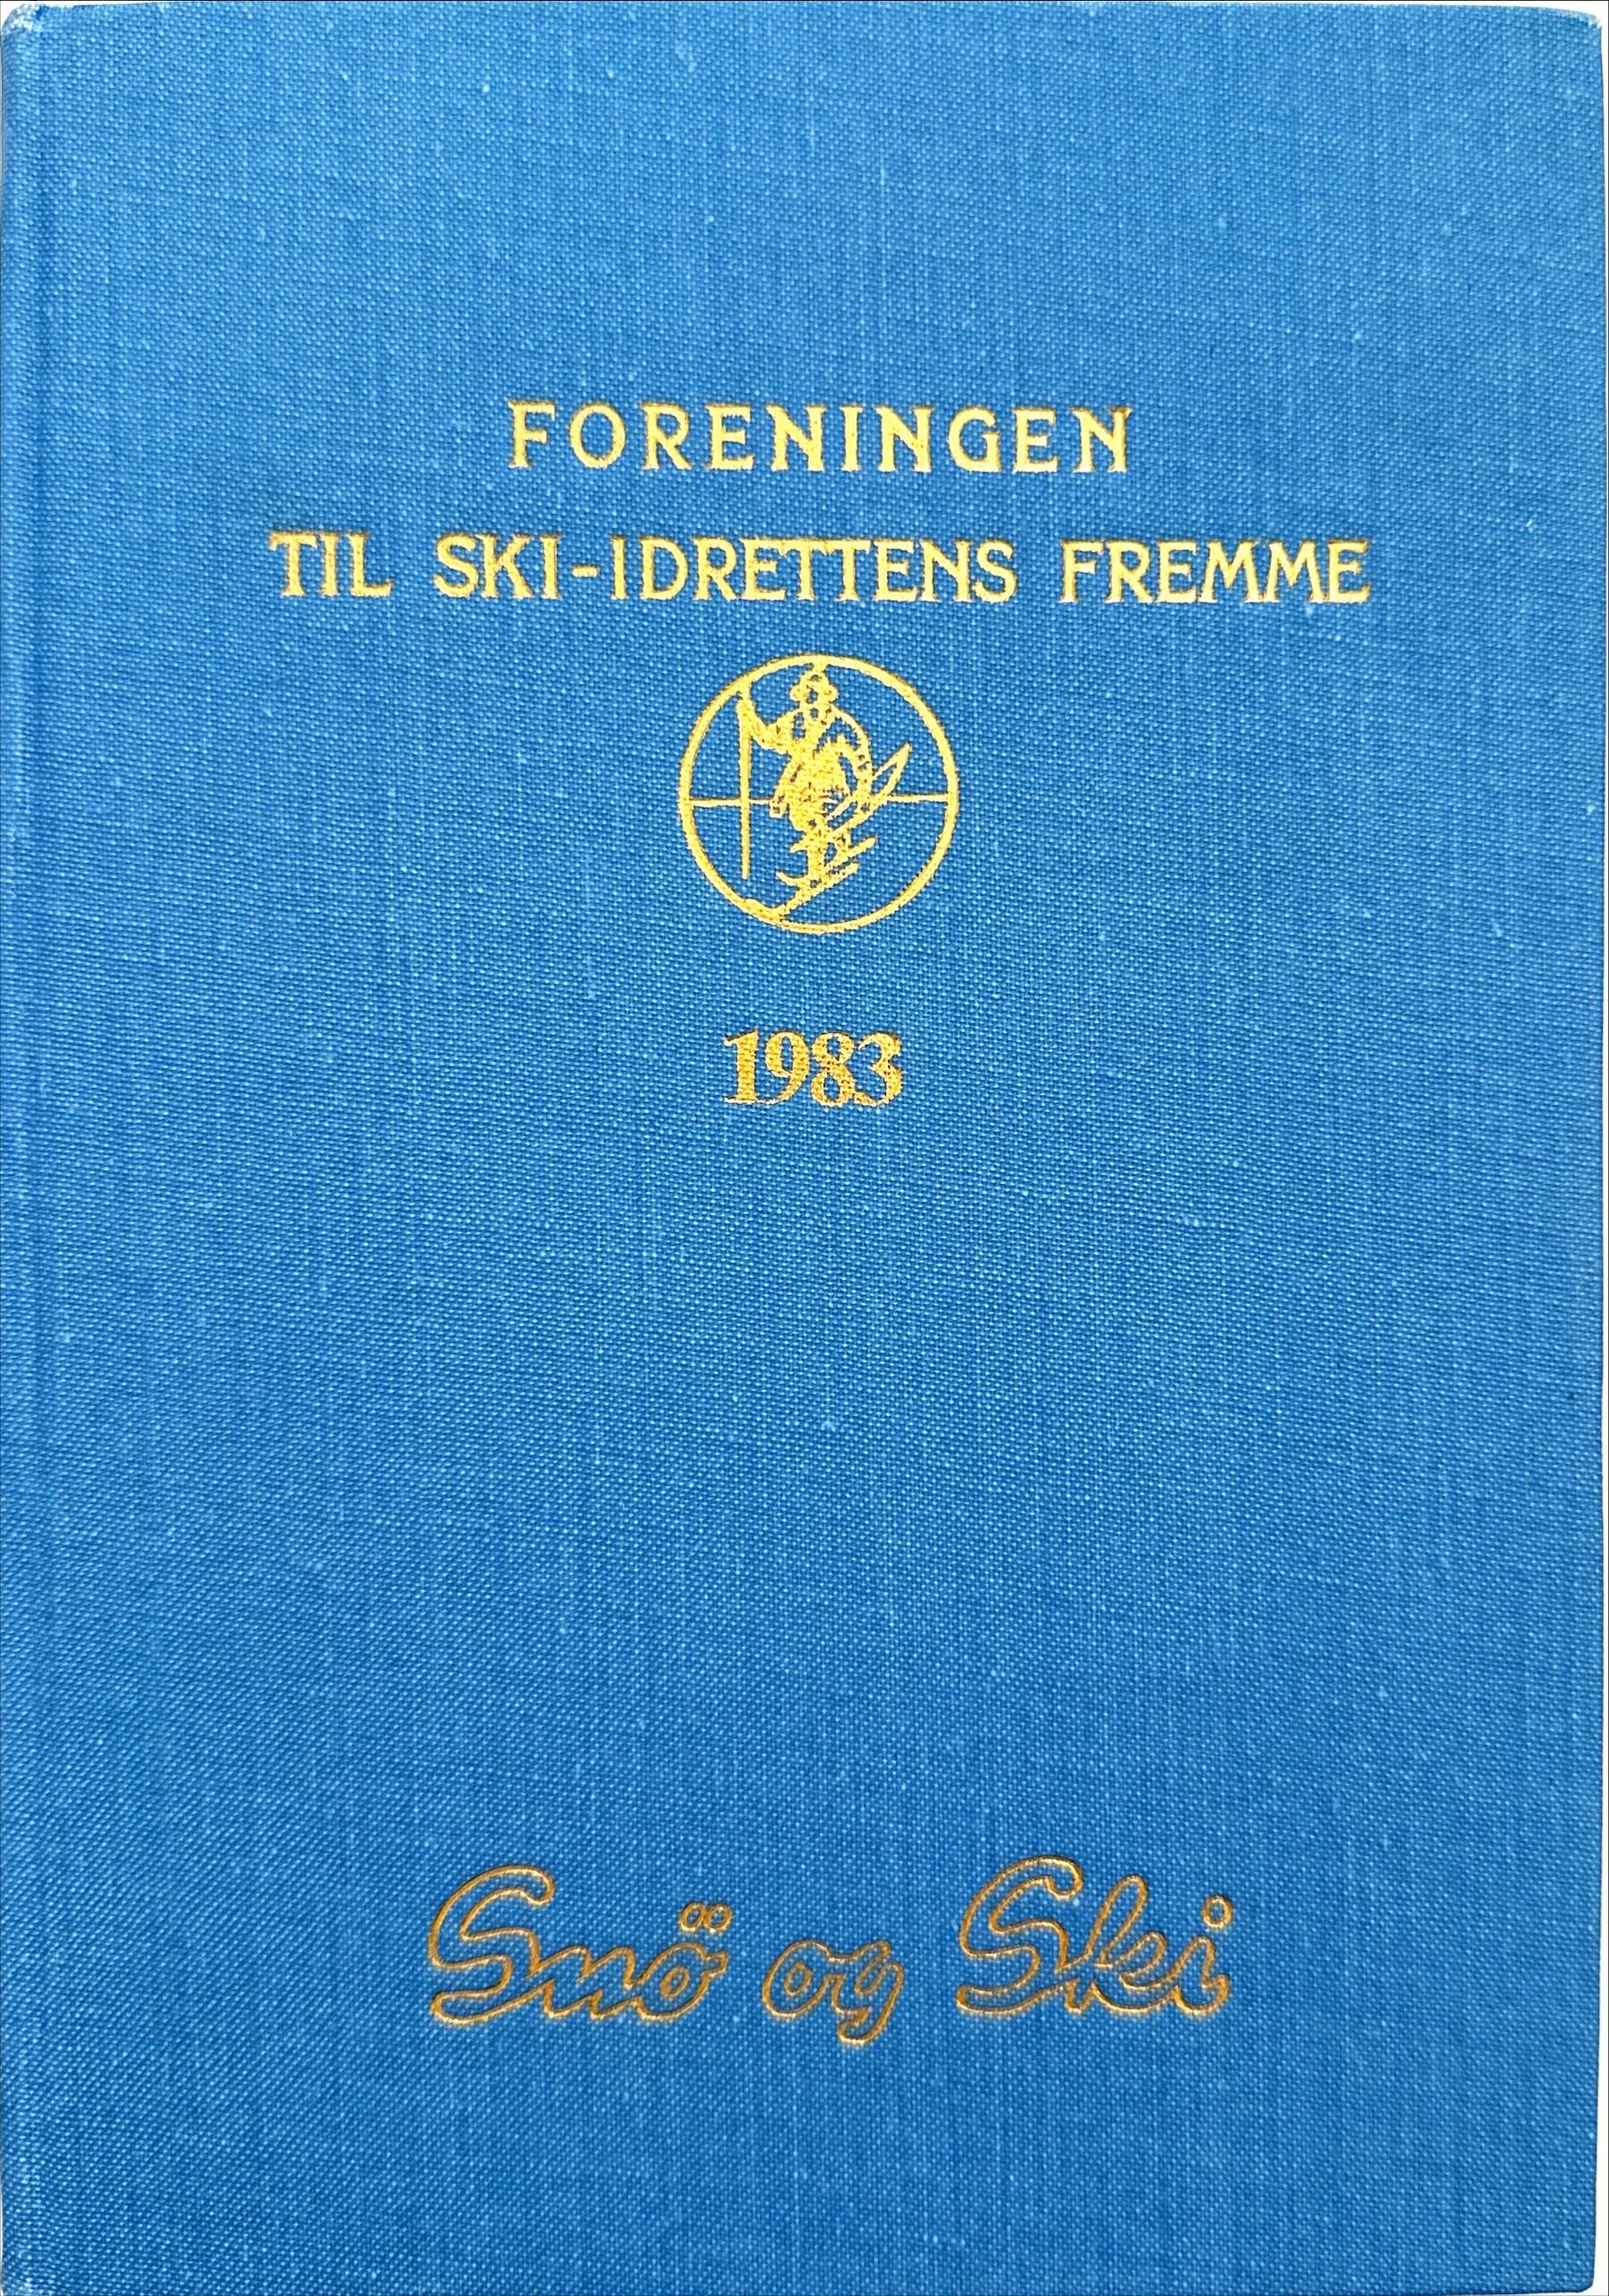 FORENINGEN
TIL SKI-IDRETTENS FREMME
1983
Snö og Ski